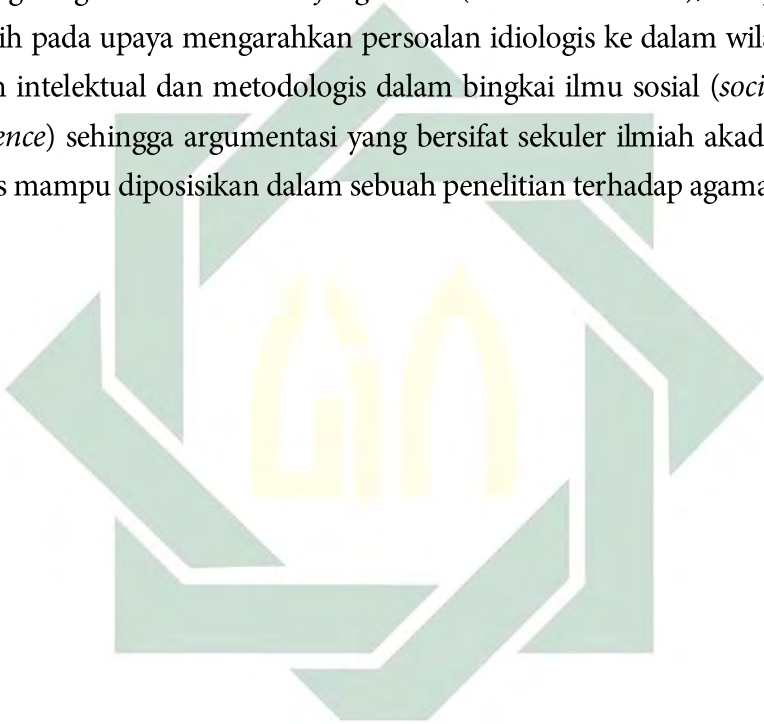 ih pada upaya mengarahkan persoalan idiologis ke dalam wil
intelektual dan metodologis dalam bingkai ilmu sosial (soci
ence) sehingga argumentasi yang bersifat sekuler ilmiah akad
s mampu diposisikan dalam sebuah penelitian terhadap agama